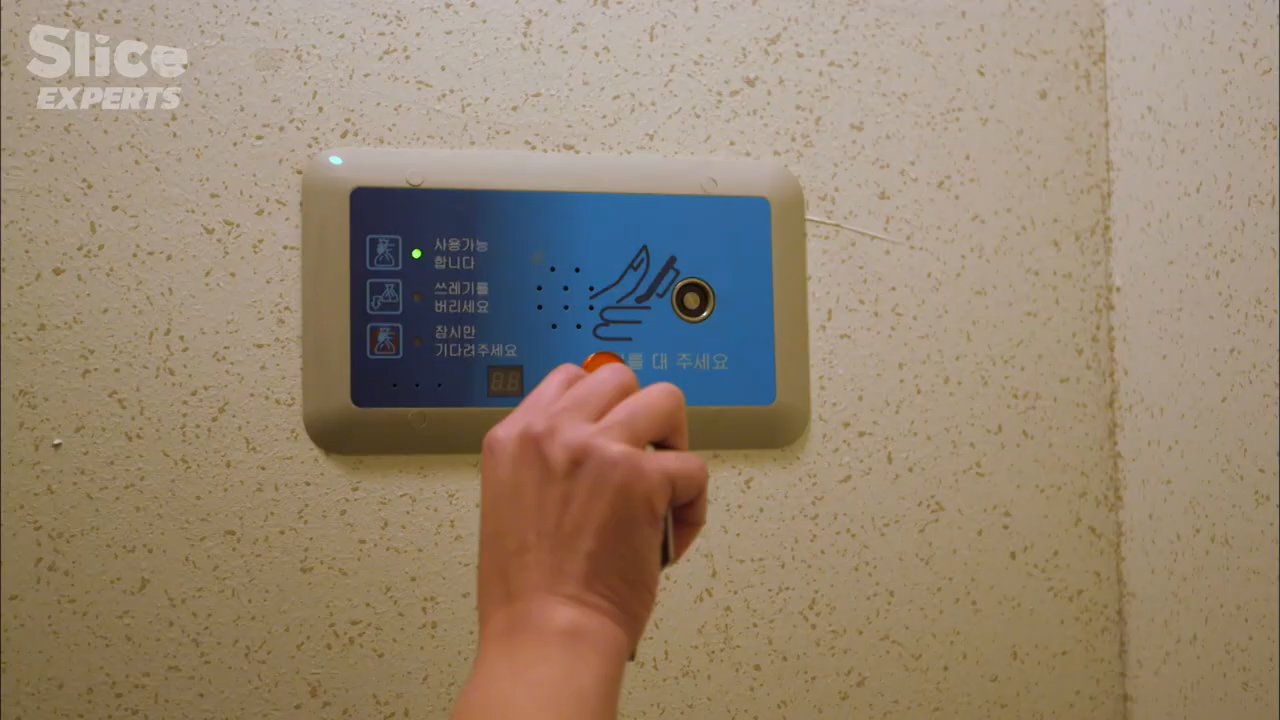 Slice
EXPERTS
사용가능
합니다
쓰레기를
버리세요
잠시만
기다려주세요
를 대 주세요